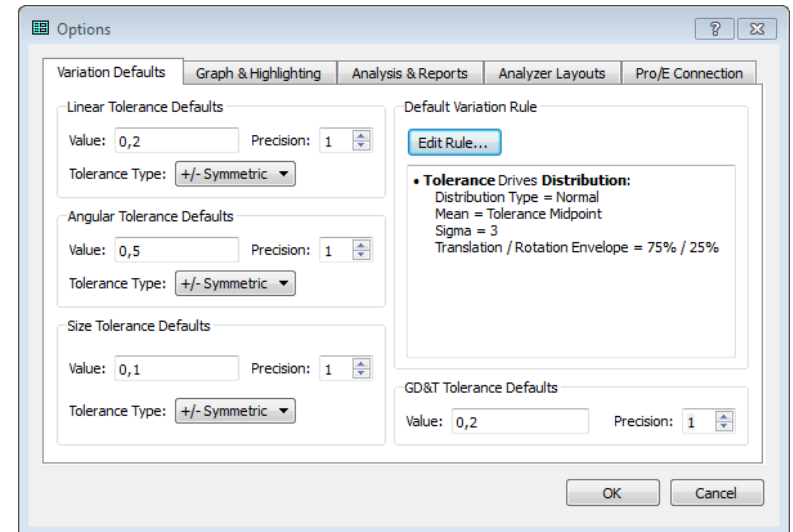 Options
Variation Defaults Graph & Highlighting Analysis & Reports Analyzer Layouts Pro/E Connection
Linear Tolerance Defaults
Value: 0,2 Precision: 1
Tolerance Type: +/- Symmetric
Angular Tolerance Defaults
Value: 0,5 Precision: 1
Tolerance Type: +/- Symmetric
Size Tolerance Defaults
Value: 0,1 Precision: 1
Tolerance Type: +/- Symmetric
Default Variation Rule
Edit Rule...
• Tolerance Drives Distribution:
Distribution Type = Normal
Mean = Tolerance Midpoint
Sigma = 3
Translation / Rotation Envelope = 75% / 25%
GD&T Tolerance Defaults
Value: 0,2 Precision: 1
OK Cancel